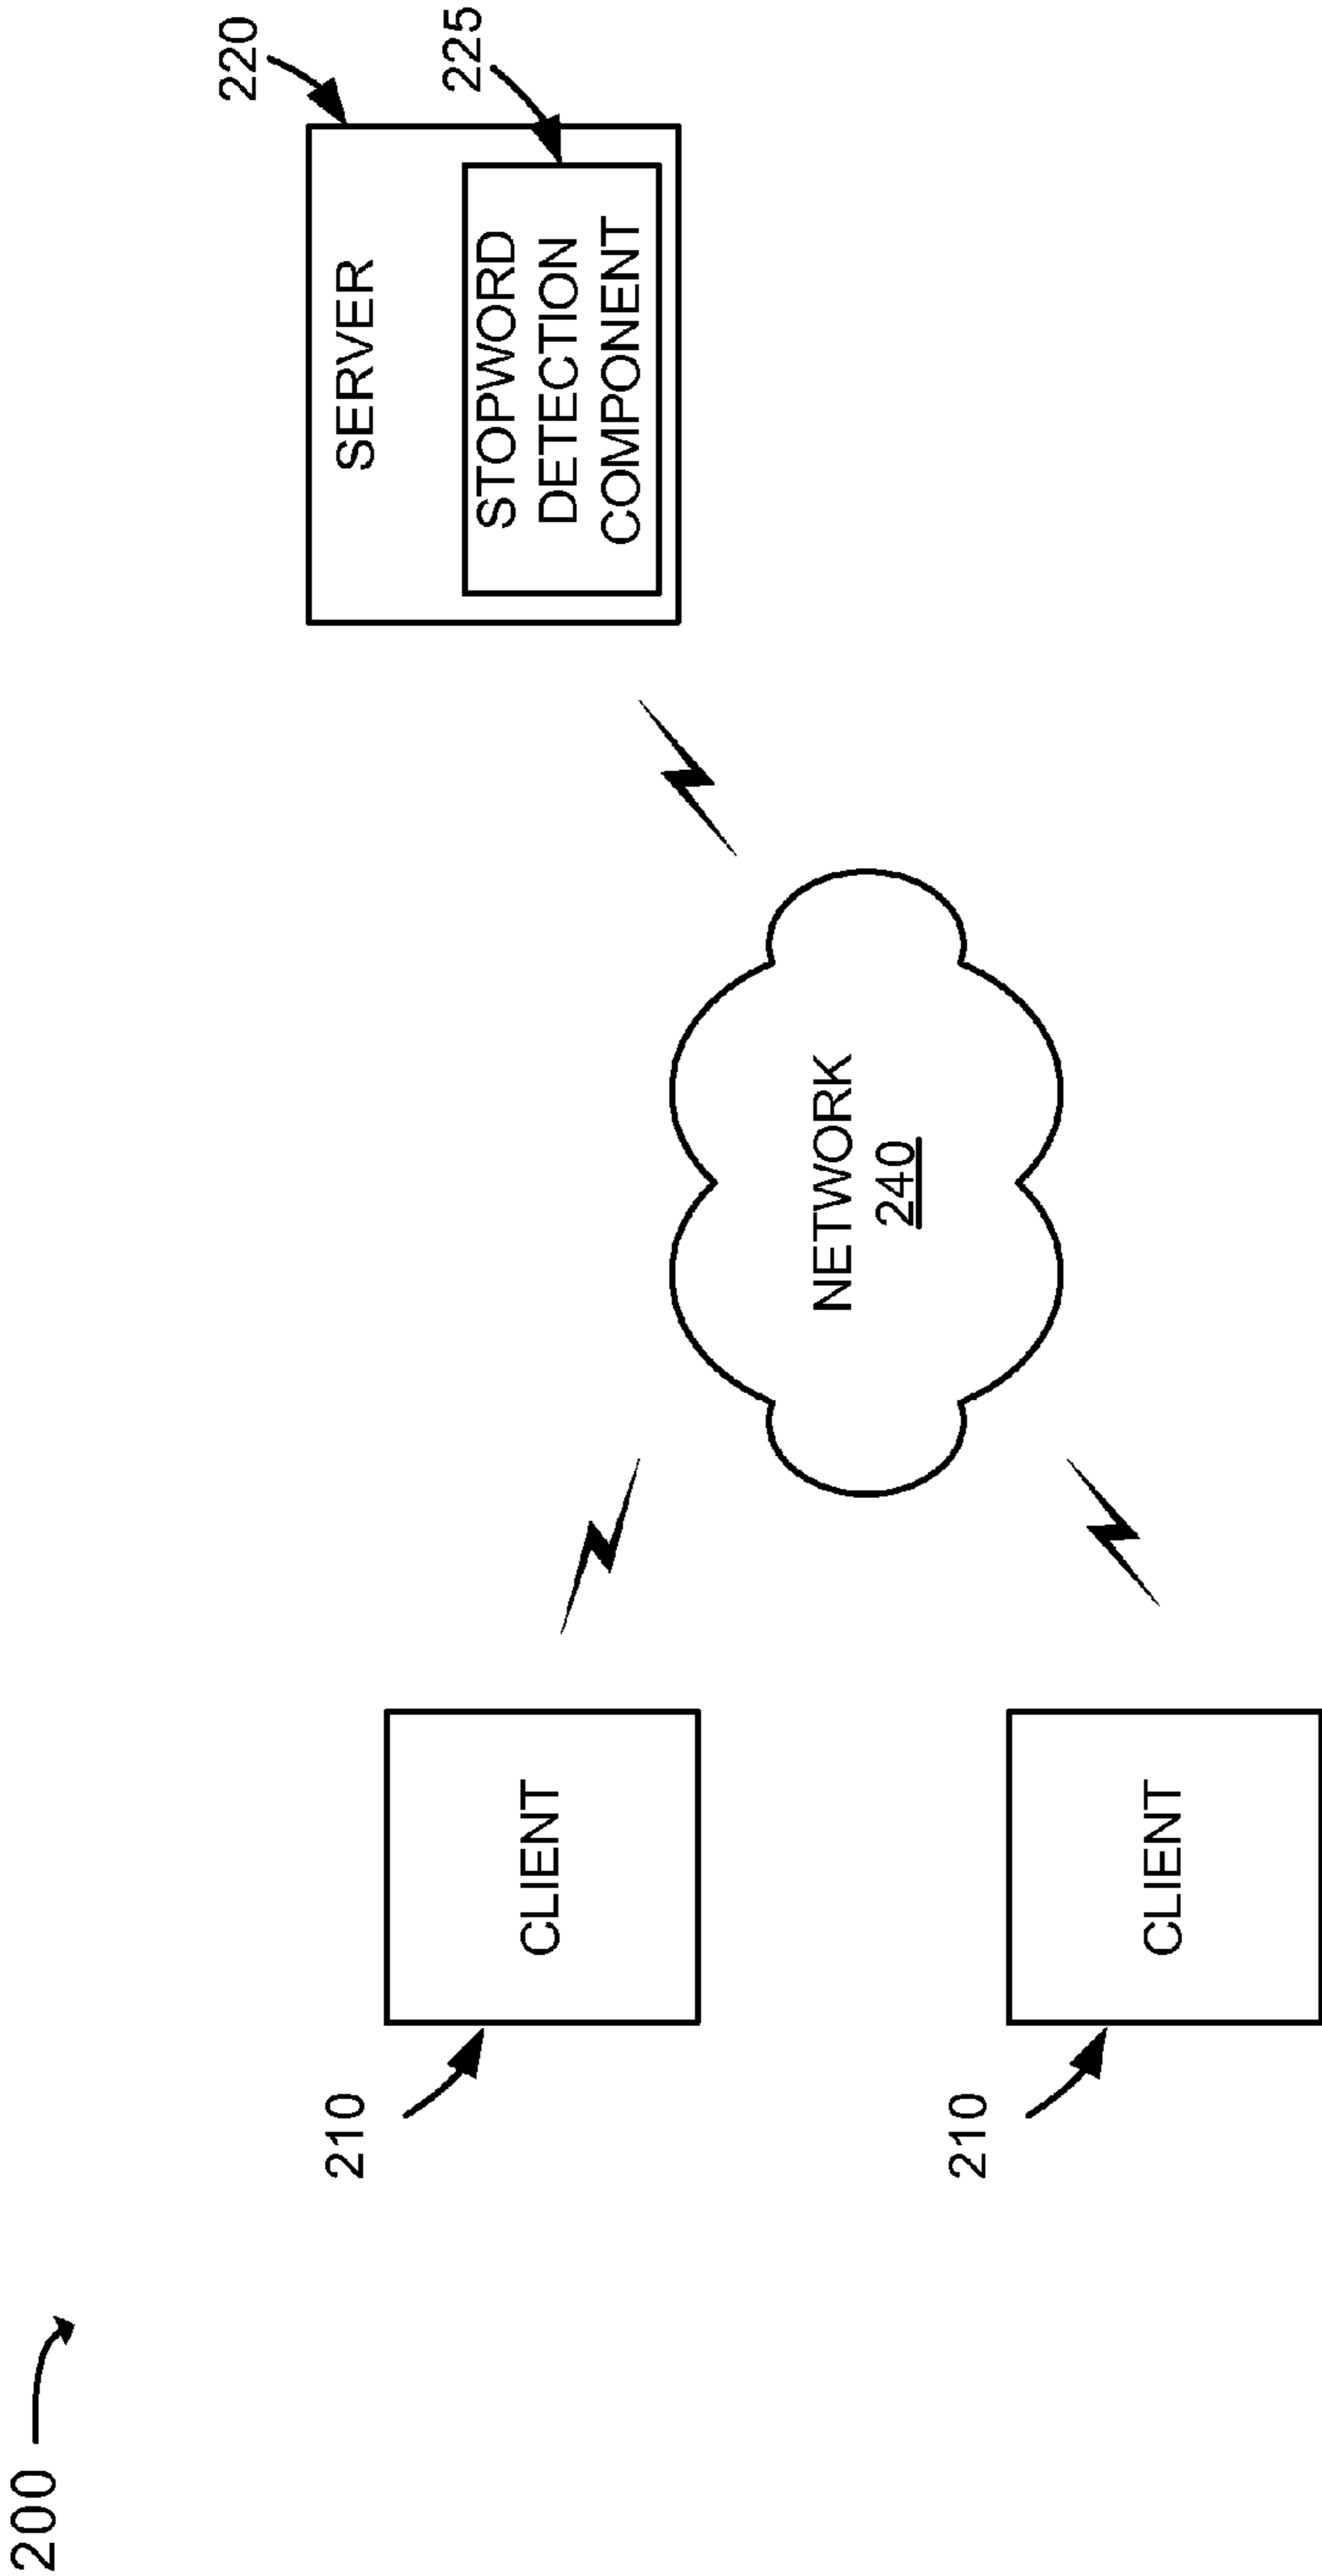 200
210
CLIENT
210
CLIENT
NETWORK
240
220
SERVER
225
STOPWORD
DETECTION
COMPONENT